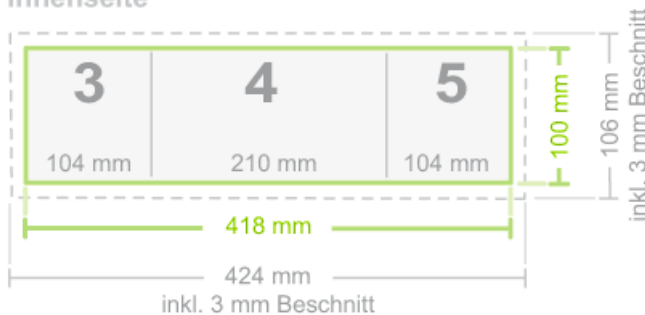 Innenseite
3
4
5
104 mm
210 mm
104 mm
100 mm
106 mm
inkl. 3 mm Beschnitt
418 mm
424 mm
inkl. 3 mm Beschnitt